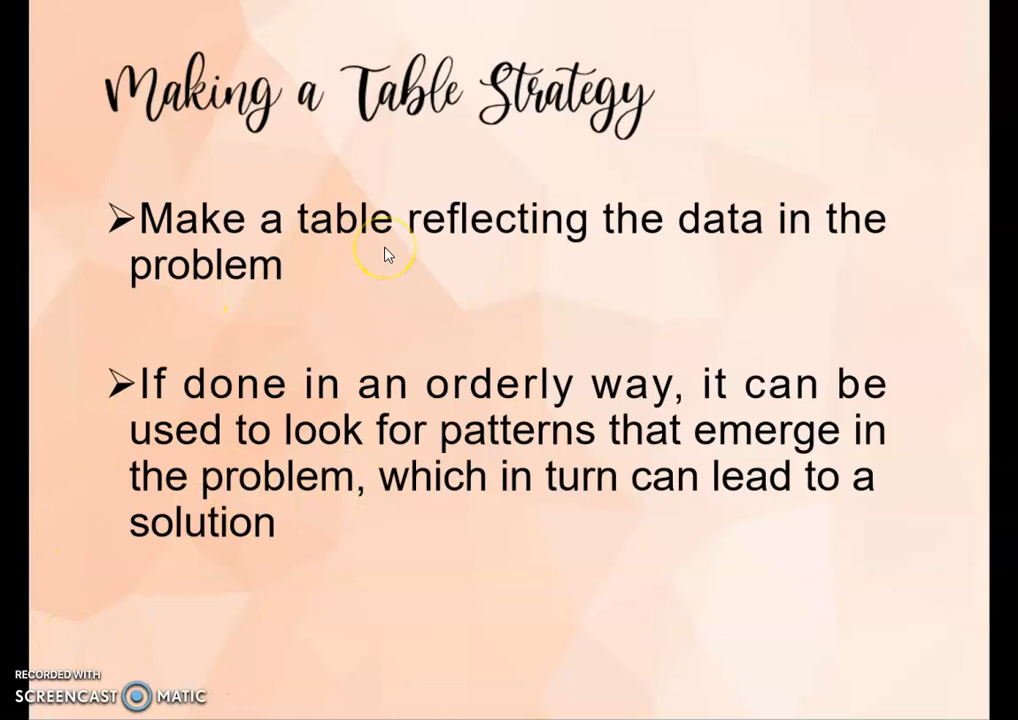 Making a Table Strategy
➢Make a table reflecting the data in the
problem
➢If done in an orderly way, it can be
used to look for patterns that emerge in
the problem, which in turn can lead to a
solution
RECORDED WITH
SCREENCAST MATIC